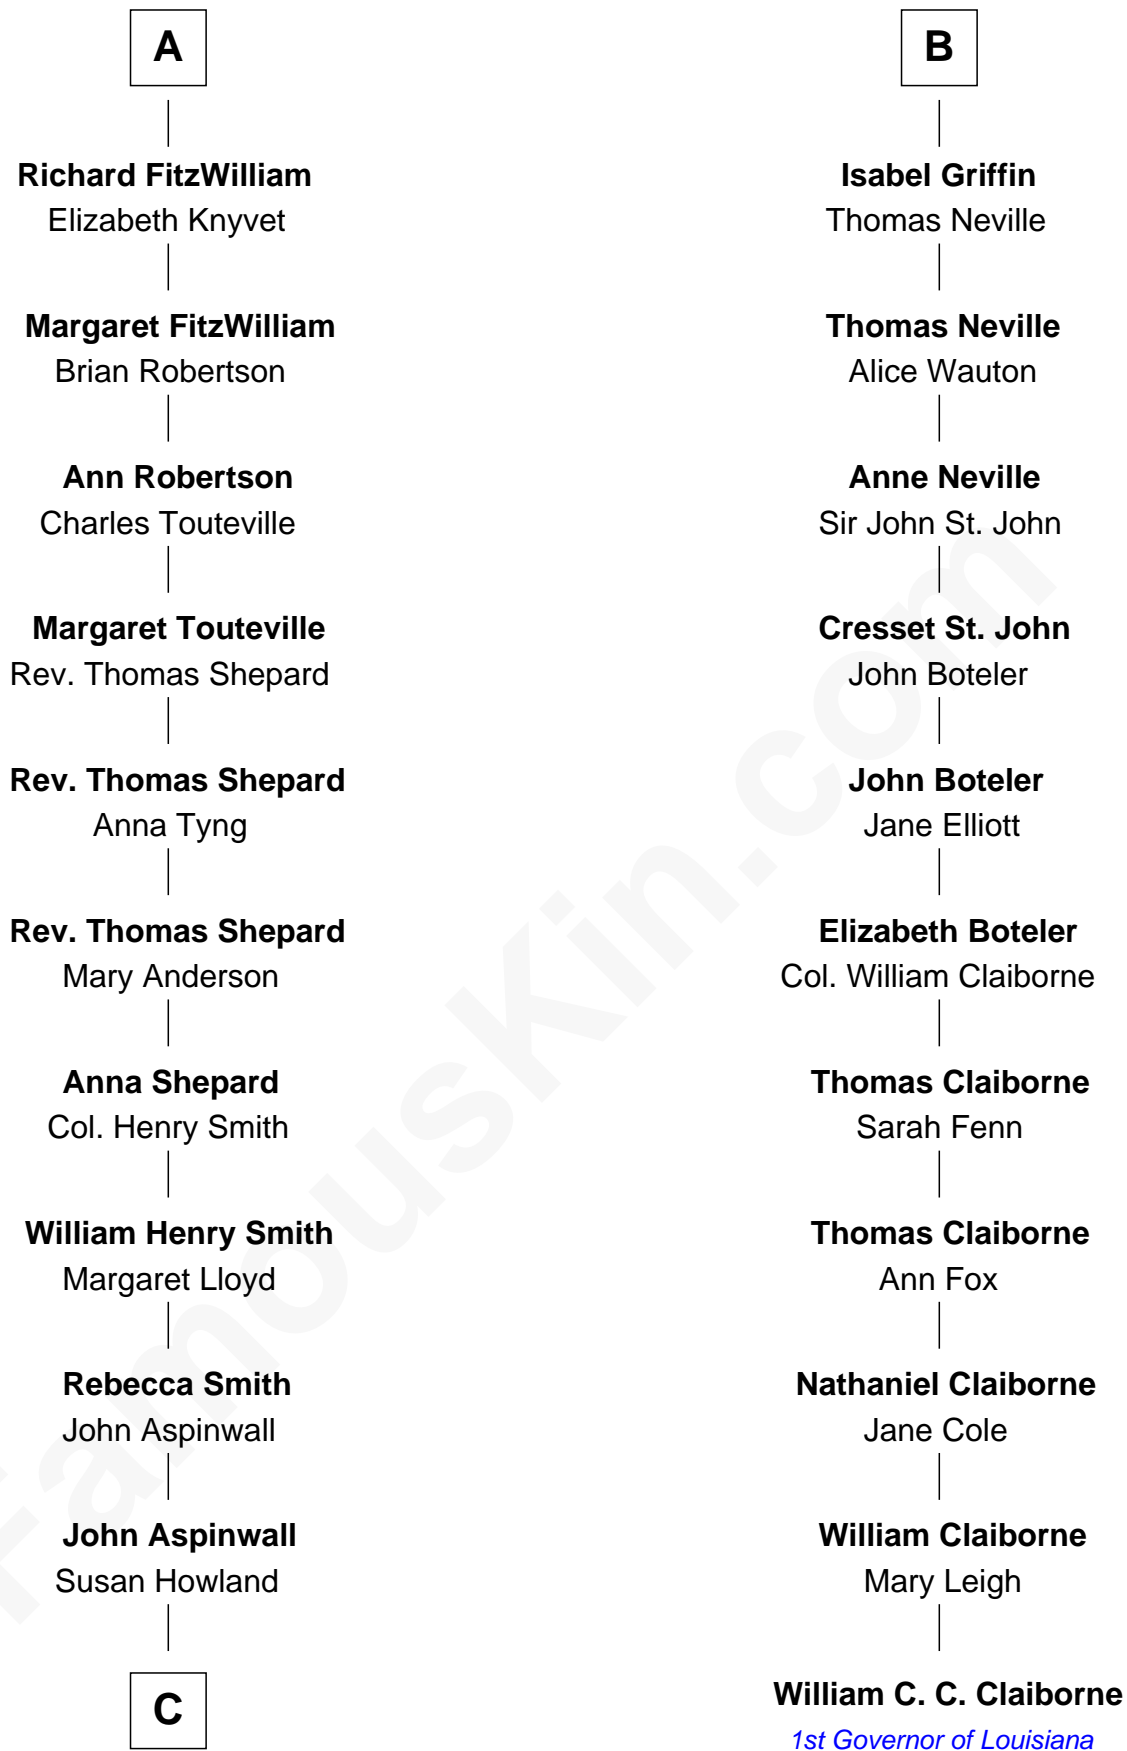 A
Richard FitzWilliam
Elizabeth Knyvet
Margaret FitzWilliam
Brian Robertson
Ann Robertson
Charles Touteville
Margaret Touteville
Rev. Thomas Shepard
Rev. Thomas Shepard
Anna Tyng
Rev. Thomas Shepard
Mary Anderson
Anna Shepard
Col. Henry Smith
William Henry Smith
Margaret Lloyd
Rebecca Smith
John Aspinwall
John Aspinwall
Susan Howland
C
B
Isabel Griffin
Thomas Neville
Thomas Neville
Alice Wauton
Anne Neville
Sir John St. John
Cresset St. John
John Boteler
John Boteler
Jane Elliott
Elizabeth Boteler
Col. William Claiborne
Thomas Claiborne
Sarah Fenn
Thomas Claiborne
Ann Fox
Nathaniel Claiborne
Jane Cole
William Claiborne
Mary Leigh
William C. C. Claiborne
1st Governor of Louisiana
FamousKin.com